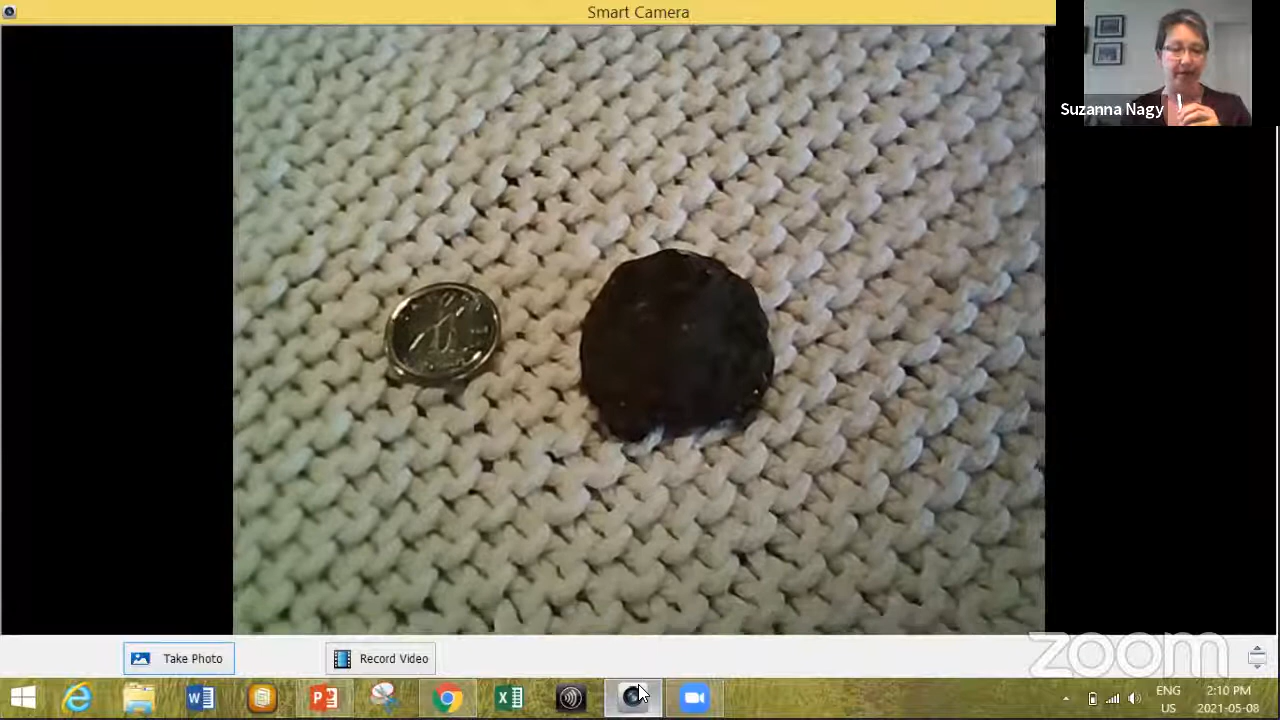 Smart Camera
Suzanna Nagy
Take Photo
Record Video
zoom
ENG
US
2:10 PM
2021-05-08